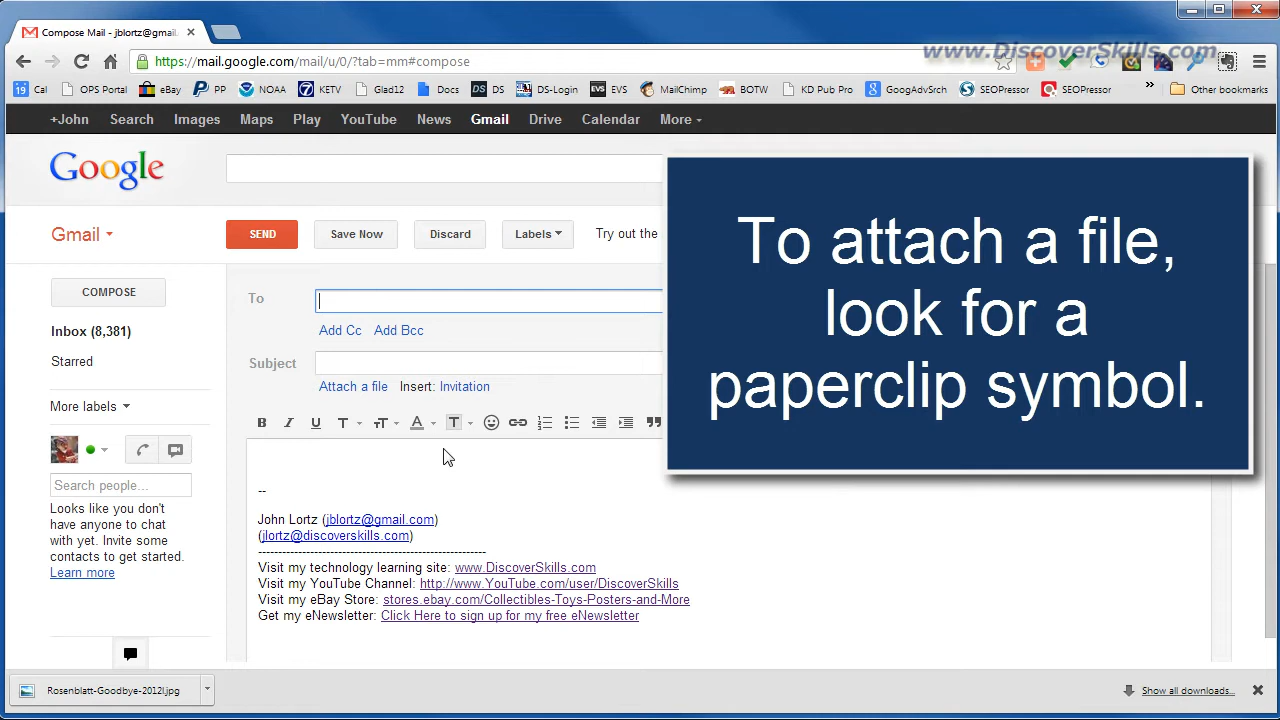 Compose Mail - jblortz@gmail.
https://mail.google.com/mail/u/0/?tab=mm#compose
www.DiscoverSkills.com
19 Cal OPS Portal eBay PP NOAA KETV Glad12 Docs DS DS-Login EVS EVS MailChimp BOTW KD Pub Pro GoogAdvSrch SEOPressor SEOPressor » Other bookmarks
+John Search Images Maps Play YouTube News Gmail Drive Calendar More
Google
Gmail
SEND Save Now Discard Labels Try out the
COMPOSE
Inbox (8,381)
Starred
More labels
Search people...
Looks like you don't
have anyone to chat
with yet. Invite some
contacts to get started.
Learn more
To
Add Cc Add Bcc
Subject
Attach a file Insert: Invitation
B I U T TT A T
To attach a file,
look for a
paperclip symbol.
--
John Lortz (jblortz@gmail.com)
(jlortz@discoverskills.com)
---------------------------------------------------------
Visit my technology learning site: www.DiscoverSkills.com
Visit my YouTube Channel: http://www.YouTube.com/user/DiscoverSkills
Visit my eBay Store: stores.ebay.com/Collectibles-Toys-Posters-and-More
Get my eNewsletter: Click Here to sign up for my free eNewsletter
Rosenblatt-Goodbye-2012l.jpg
Show all downloads...